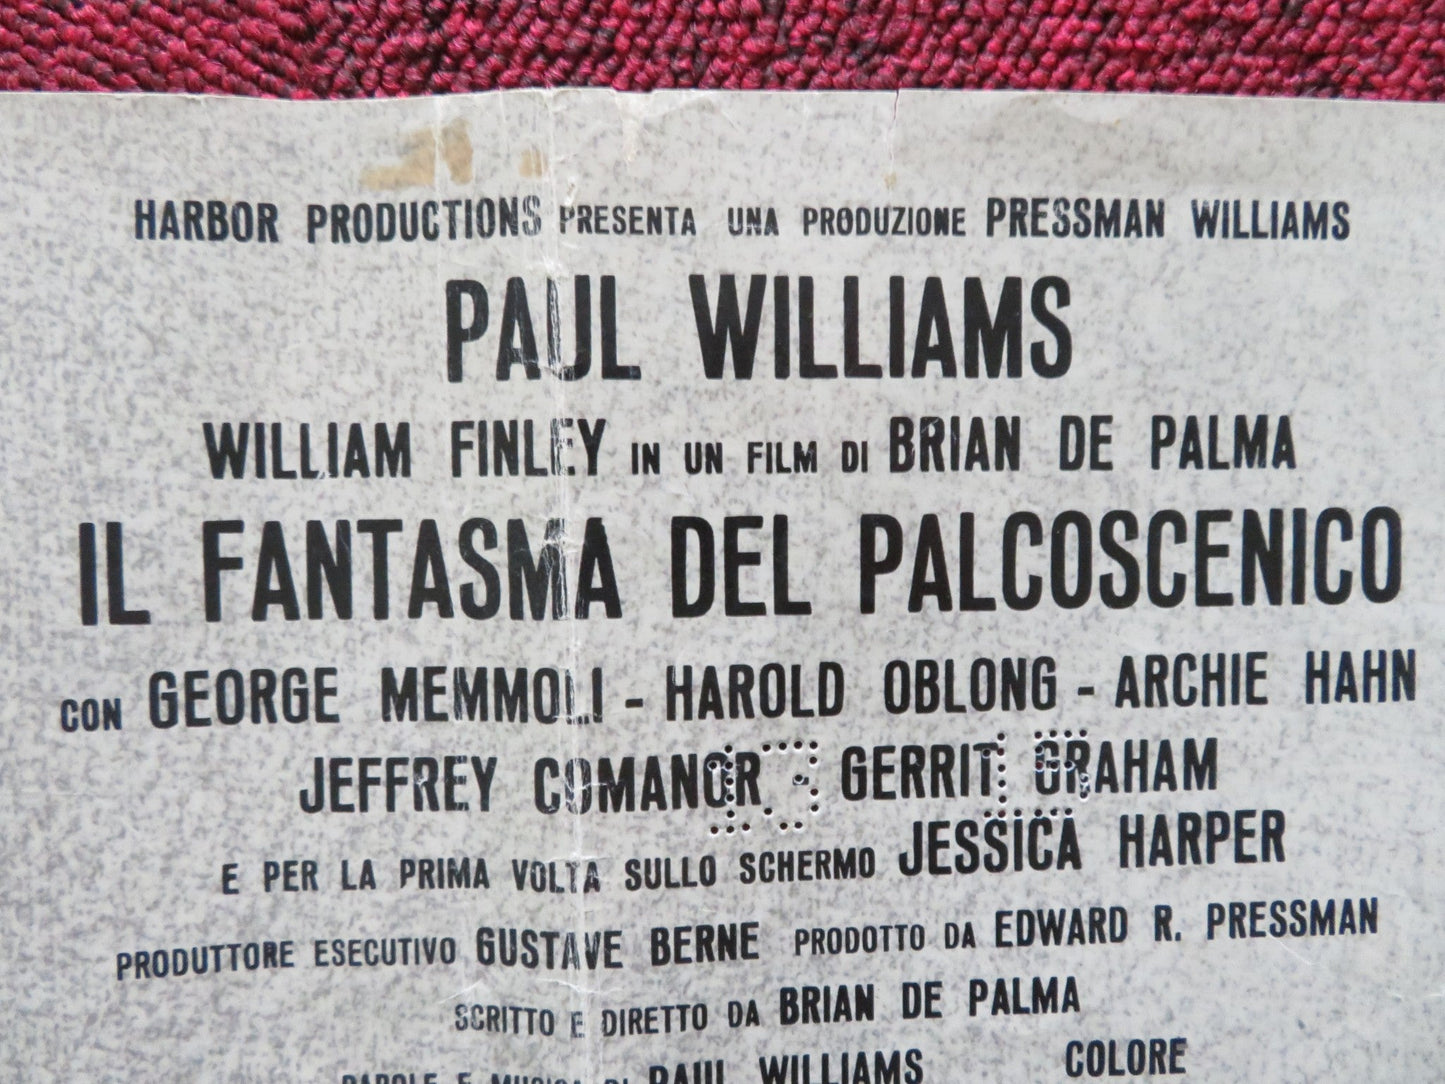 HARBOR PRODUCTIONS PRESENTA UNA PRODUZIONE PRESSMAN WILLIAMS
PAUL WILLIAMS
WILLIAM FINLEY IN UN FILM DI BRIAN DE PALMA
IL FANTASMA DEL PALCOSCENICO
CON GEORGE MEMMOLI - HAROLD OBLONG - ARCHIE HAHN
JEFFREY COMANOR - GERRIT GRAHAM
E PER LA PRIMA VOLTA SULLO SCHERMO JESSICA HARPER
PRODUTTORE ESECUTIVO GUSTAVE BERNE PRODOTTO DA EDWARD R. PRESSMAN
SCRITTO E DIRETTO DA BRIAN DE PALMA
PAROLE E MUSICA DI PAUL WILLIAMS COLORE